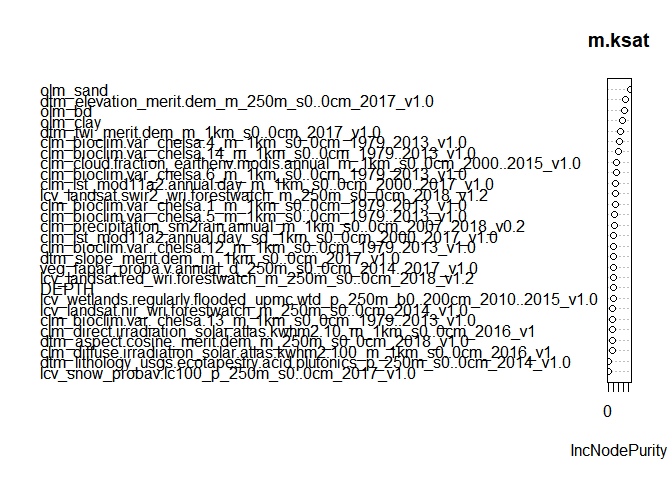 m.ksat
olm_sand
dtm_elevation_merit.dem_m_250m_s0..0cm_2017_v1.0
olm_bd
olm_clay
dtm_twi_merit.dem_m_1km_s0..0cm_2017_v1.0
clm_bioclim.var_chelsa.4_m_1km_s0..0cm_1979..2013_v1.0
clm_bioclim.var_chelsa.14_m_1km_s0..0cm_1979..2013_v1.0
clm_cloud.fraction_earthenv.modis.annual_m_1km_s0..0cm_2000..2015_v1.0
clm_bioclim.var_chelsa.6_m_1km_s0..0cm_1979..2013_v1.0
clm_lst_mod11a2.annual.day_m_1km_s0..0cm_2000..2017_v1.0
lcv_landsat.swir2_wri.forestwatch_m_250m_s0..0cm_2018_v1.2
clm_bioclim.var_chelsa.1_m_1km_s0..0cm_1979..2013_v1.0
clm_bioclim.var_chelsa.5_m_1km_s0..0cm_1979..2013_v1.0
clm_precipitation_sm2rain.annual_m_1km_s0..0cm_2007..2018_v0.2
clm_lst_mod11a2.annual.day_sd_1km_s0..0cm_2000..2017_v1.0
clm_bioclim.var_chelsa.12_m_1km_s0..0cm_1979..2013_v1.0
dtm_slope_merit.dem_m_1km_s0..0cm_2017_v1.0
veg_fapar_proba.v.annual_d_250m_s0..0cm_2014..2017_v1.0
lcv_landsat.red_wri.forestwatch_m_250m_s0..0cm_2018_v1.2
DEPTH
lcv_wetlands.regularly.flooded_upmc.wtd_p_250m_b0..200cm_2010..2015_v1.0
lcv_landsat.nir_wri.forestwatch_m_250m_s0..0cm_2014_v1.0
clm_bioclim.var_chelsa.13_m_1km_s0..0cm_1979..2013_v1.0
clm_direct.irradiation_solar.atlas.kwhm2.10_m_1km_s0..0cm_2016_v1
dtm_aspect.cosine_merit.dem_m_250m_s0..0cm_2018_v1.0
clm_diffuse.irradiation_solar.atlas.kwhm2.100_m_1km_s0..0cm_2016_v1
dtm_lithology_usgs.ecotapestry.acid.plutonics_p_250m_s0..0cm_2014_v1.0
lcv_snow_probav.lc100_p_250m_s0..0cm_2017_v1.0
0
IncNodePurity